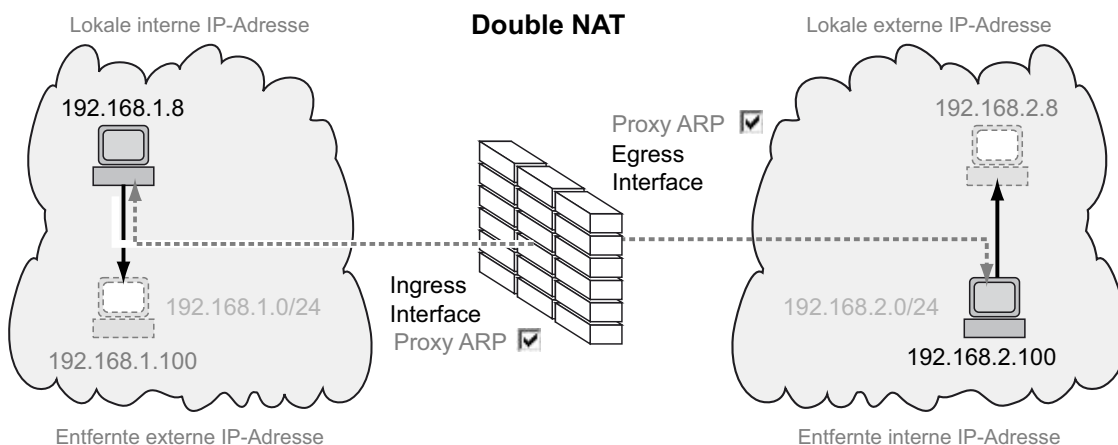 Lokale interne IP-Adresse
Double NAT
Lokale externe IP-Adresse
192.168.1.8
192.168.2.8
Proxy ARP
Egress
Interface
Ingress
Interface
Proxy ARP
192.168.1.0/24
192.168.2.0/24
192.168.1.100
192.168.2.100
Entfernte externe IP-Adresse
Entfernte interne IP-Adresse